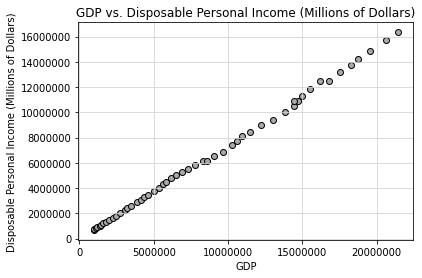 GDP vs. Disposable Personal Income (Millions of Dollars)
Disposable Personal Income (Millions of Dollars)
16000000
14000000
12000000
10000000
8000000
6000000
4000000
2000000
0
0 5000000 10000000 15000000 20000000
GDP